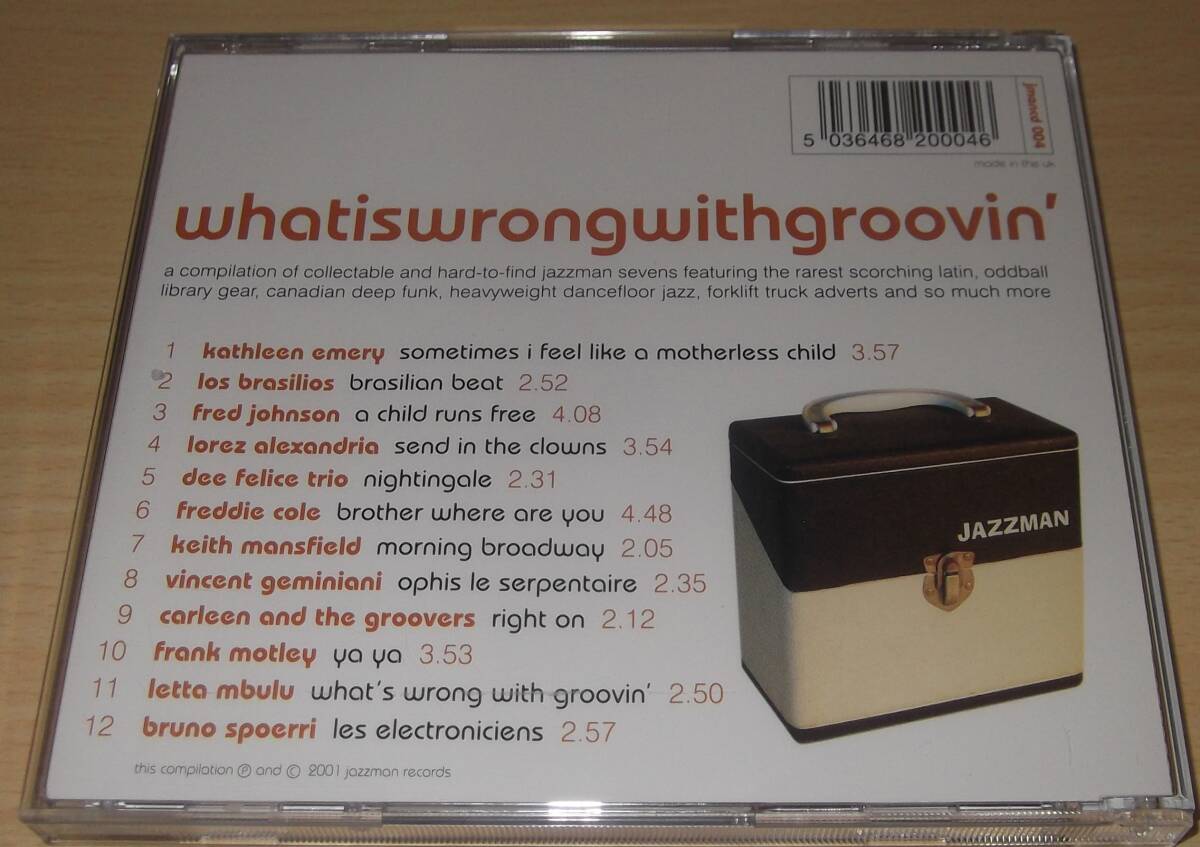 5 036468 200046
jmancd 004
made in the uk
whatiswrongwithgroovin'
a compilation of collectable and hard-to-find jazzman sevens featuring the rarest scorching latin, oddball
library gear, canadian deep funk, heavyweight dancefloor jazz, forklift truck adverts and so much more
1 kathleen emery sometimes i feel like a motherless child 3.57
2 los brasilios brasilian beat 2.52
3 fred johnson a child runs free 4.08
4 lorez alexandria send in the clowns 3.54
5 dee felice trio nightingale 2.31
6 freddie cole brother where are you 4.48
7 keith mansfield morning broadway 2.05
8 vincent geminiani ophis le serpentaire 2.35
9 carleen and the groovers right on 2.12
10 frank motley ya ya 3.53
11 letta mbulu what's wrong with groovin' 2.50
12 bruno spoerri les electroniciens 2.57
JAZZMAN
this compilation ℗ and © 2001 jazzman records